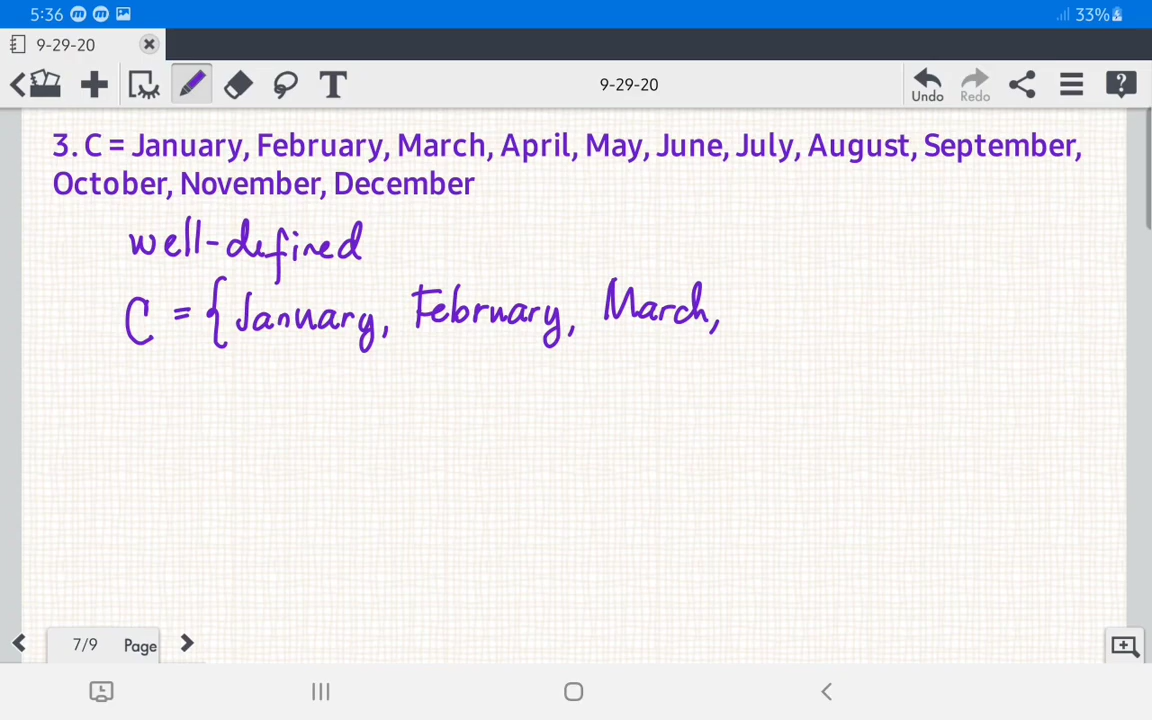 5:36 33%
9-29-20
T 9-29-20 Undo Redo ?
3. C = January, February, March, April, May, June, July, August, September,
October, November, December
well-defined
C = {January, February, March,
7/9 Page